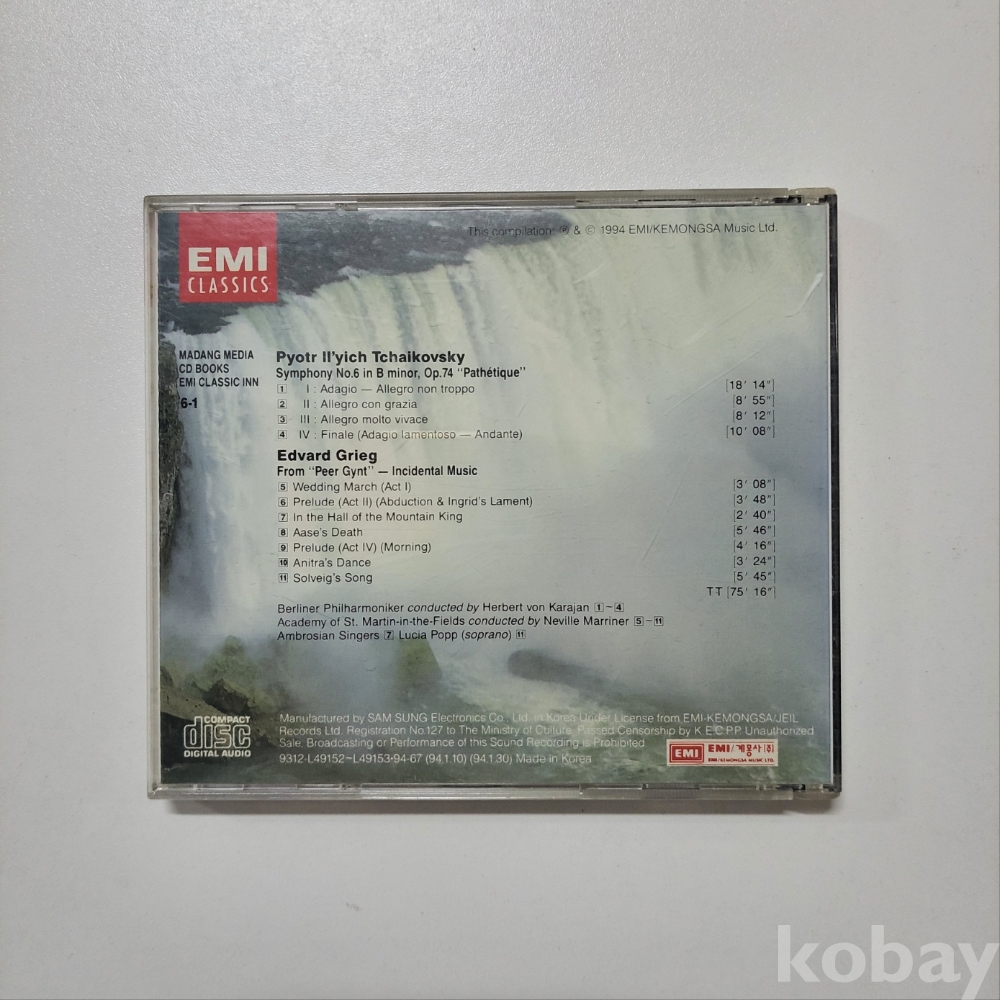 EMI
CLASSICS
This compilation: ℗ & © 1994 EMI/KEMONGSA Music Ltd.
MADANG MEDIA
CD BOOKS
EMI CLASSIC INN
6-1
Pyotr Il'yich Tchaikovsky
Symphony No.6 in B minor, Op.74 "Pathétique"
1 I : Adagio — Allegro non troppo [18′ 14″]
2 II : Allegro con grazia [8′ 55″]
3 III : Allegro molto vivace [8′ 12″]
4 IV : Finale (Adagio lamentoso — Andante) [10′ 08″]
Edvard Grieg
From "Peer Gynt" — Incidental Music
5 Wedding March (Act I) [3′ 08″]
6 Prelude (Act II) (Abduction & Ingrid's Lament) [3′ 48″]
7 In the Hall of the Mountain King [2′ 40″]
8 Aase's Death [5′ 46″]
9 Prelude (Act IV) (Morning) [4′ 16″]
10 Anitra's Dance [3′ 24″]
11 Solveig's Song [5′ 45″]
TT [75′ 16″]
Berliner Philharmoniker conducted by Herbert von Karajan 1~4
Academy of St. Martin-in-the-Fields conducted by Neville Marriner 5~11
Ambrosian Singers 7 Lucia Popp (soprano) 11
COMPACT
disc
DIGITAL AUDIO
Manufactured by SAM SUNG Electronics Co., Ltd. in Korea Under License from EMI-KEMONGSA/JEIL
Records Ltd. Registration No.127 to The Ministry of Culture. Passed Censorship by K.E.C.P.P. Unauthorized
Sale, Broadcasting or Performance of this Sound Recording is Prohibited.
9312-L49152~L49153-94-67 (94.1.10) (94.1.30) Made in Korea
EMI EMI/계몽사(주)
EMI/KEMONGSA MUSIC LTD.
kobay